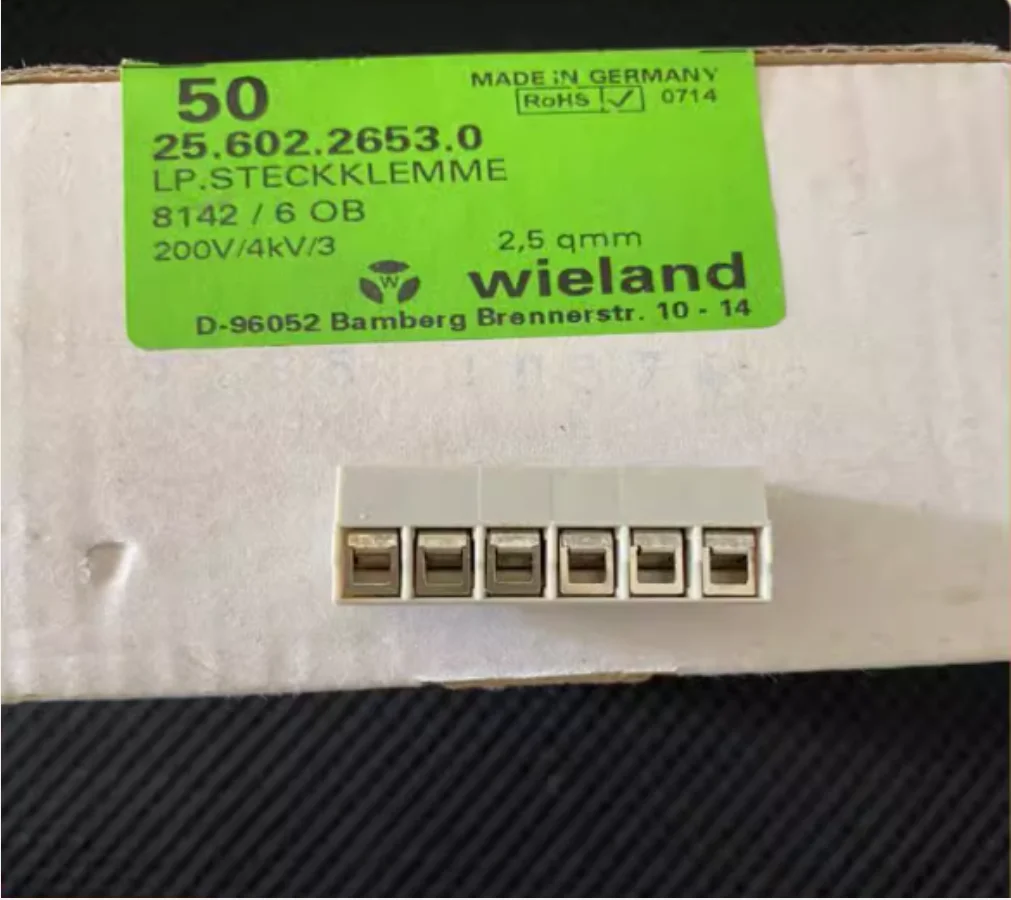 50
MADE IN GERMANY
RoHS ✓ 0714
25.602.2653.0
LP.STECKKLEMME
8142 / 6 OB
200V/4kV/3
2,5 qmm
W wieland
D-96052 Bamberg Brennerstr. 10 - 14